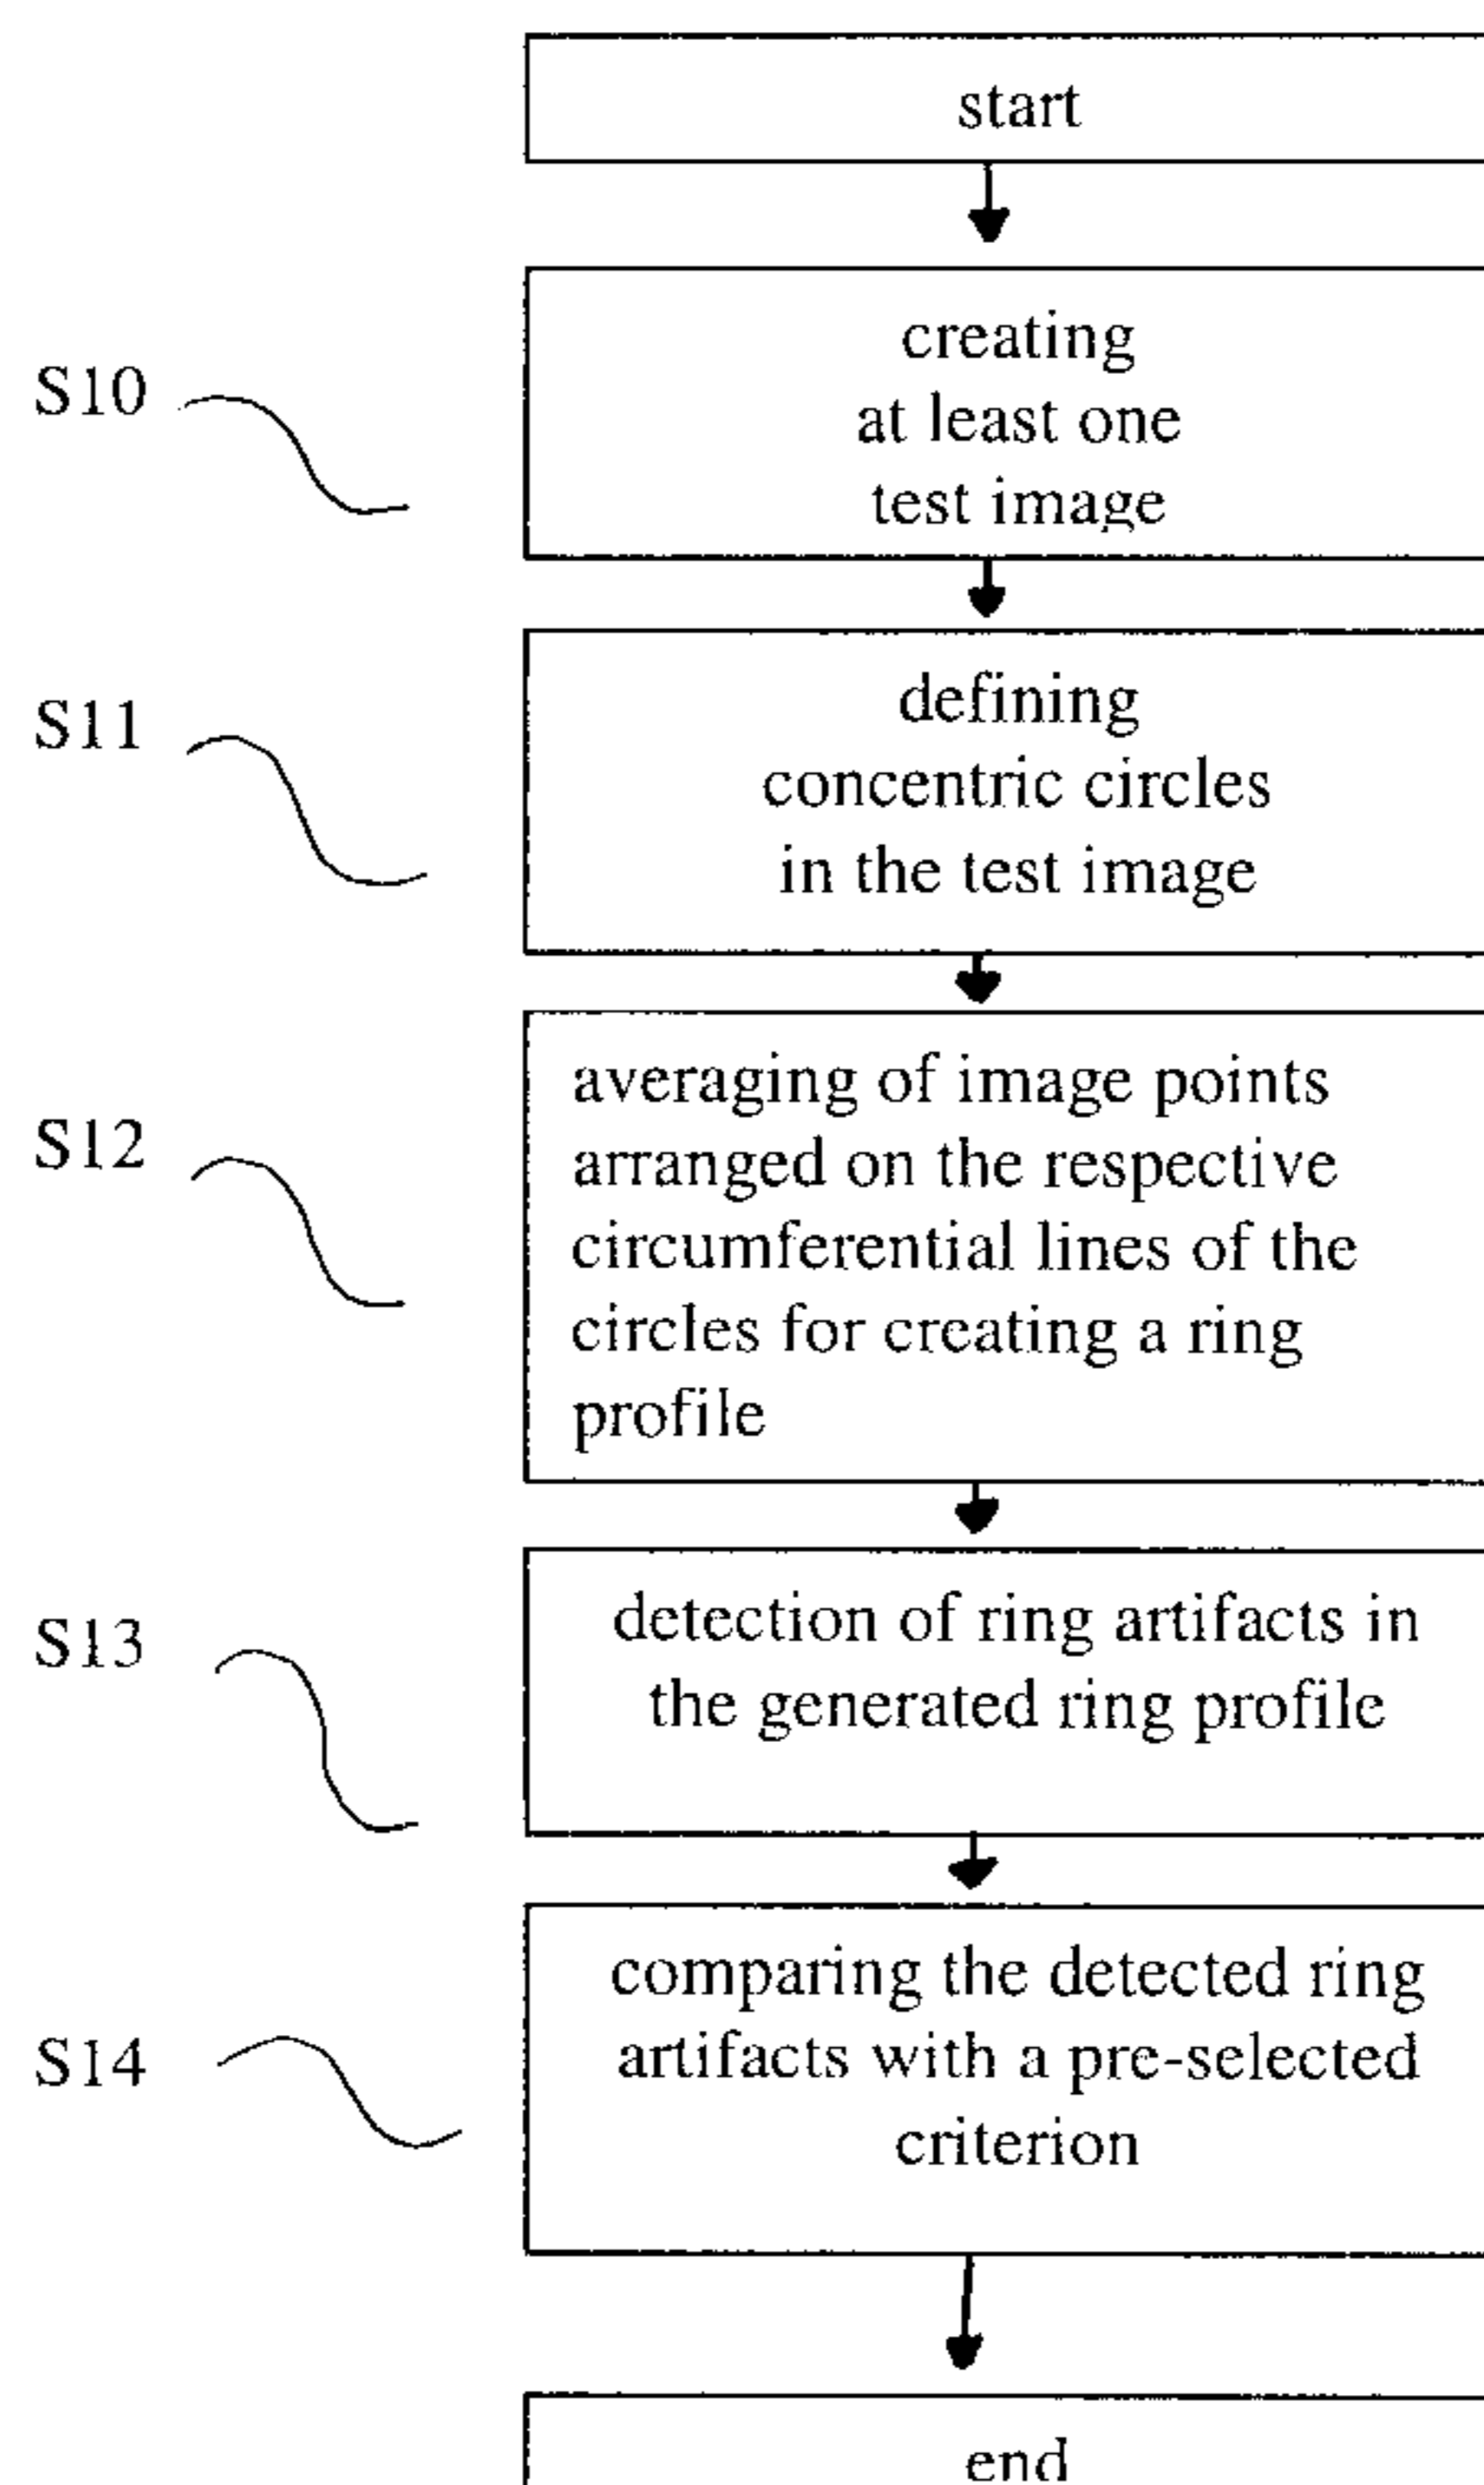 start
S10
creating
at least one
test image
S11
defining
concentric circles
in the test image
S12
averaging of image points
arranged on the respective
circumferential lines of the
circles for creating a ring
profile
S13
detection of ring artifacts in
the generated ring profile
S14
comparing the detected ring
artifacts with a pre-selected
criterion
end